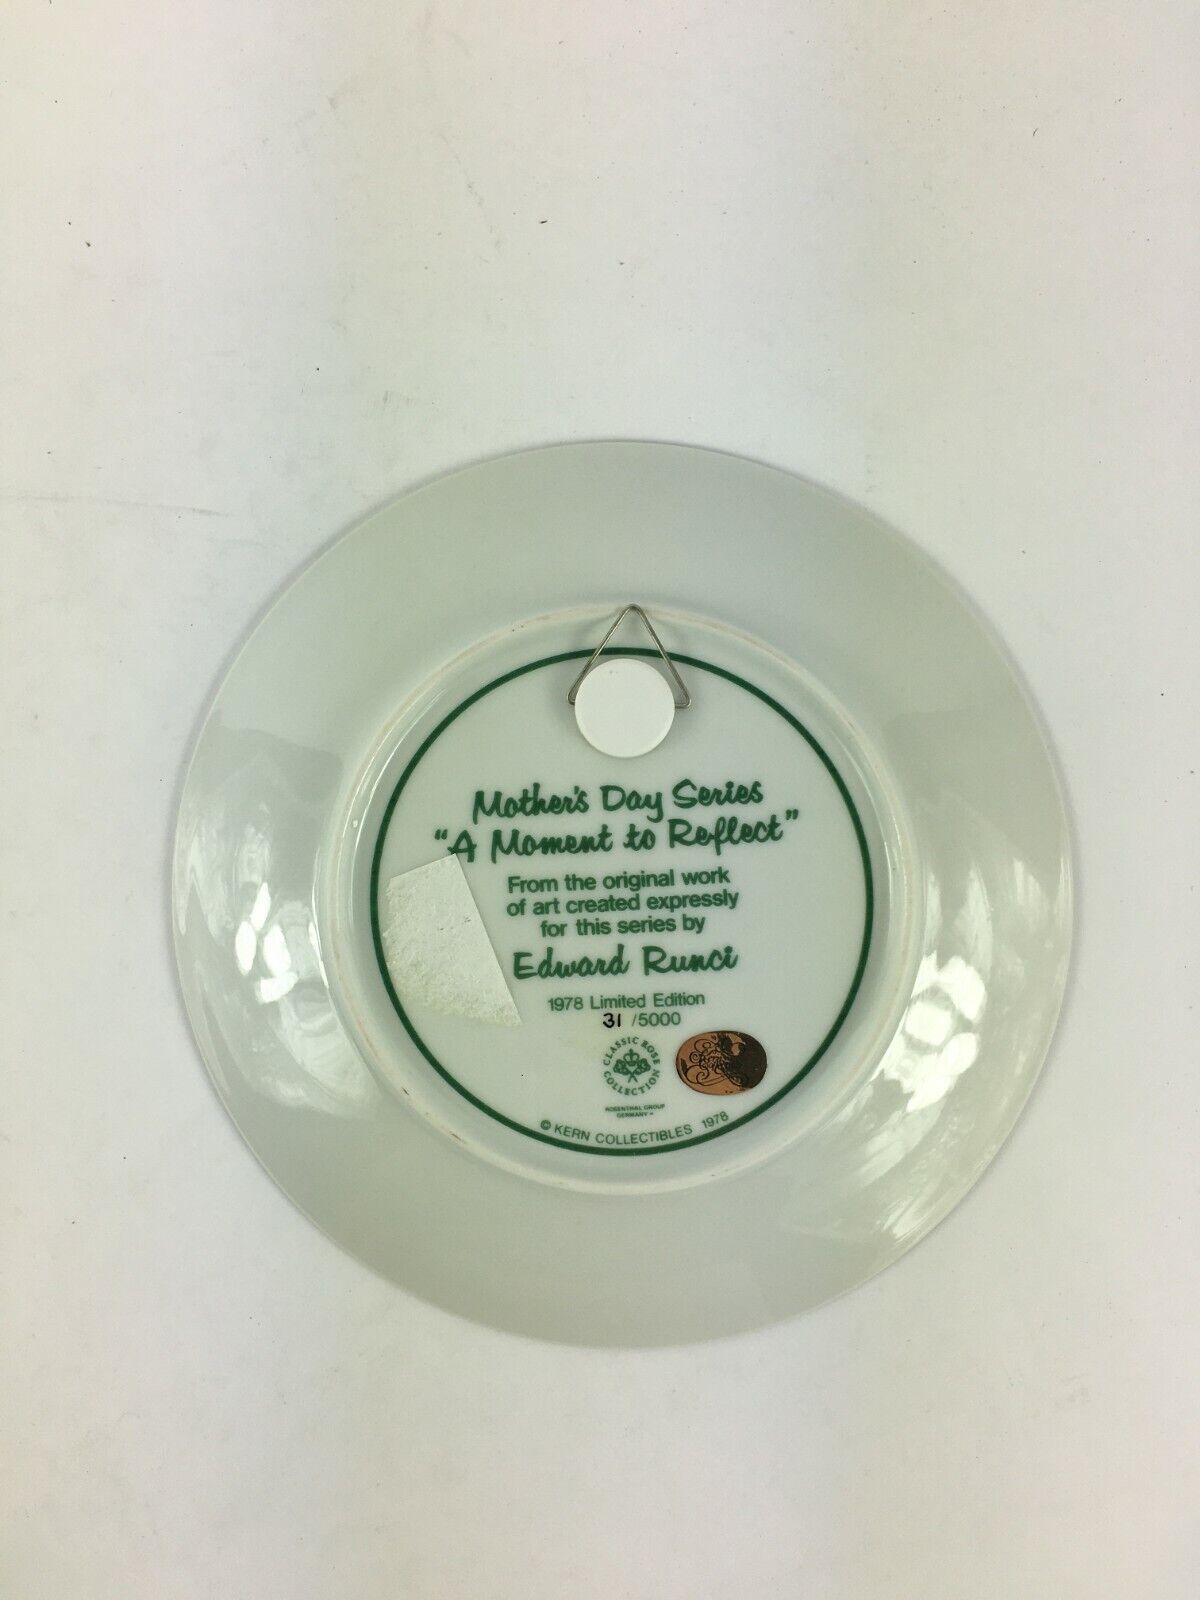 Mother's Day Series
"A Moment to Reflect"
From the original work
of art created expressly
for this series by
Edward Runci
1978 Limited Edition
31 /5000
CLASSIC ROSE
COLLECTION
ROSENTHAL GROUP
GERMANY
© KERN COLLECTIBLES 1978